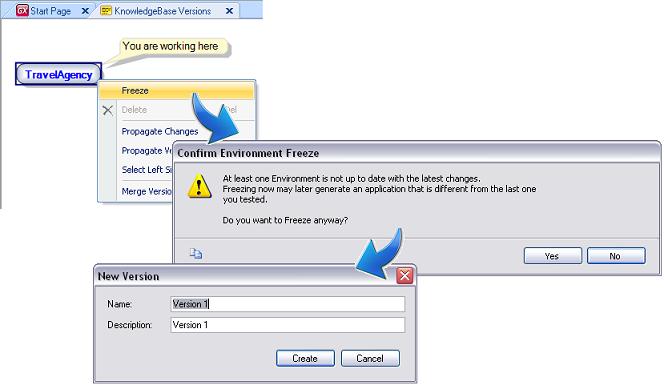 GX Start Page KnowledgeBase Versions
You are working here
TravelAgency
Freeze
Delete Del
Propagate Changes
Propagate Ve
Select Left Si
Merge Versio
Confirm Environment Freeze
At least one Environment is not up to date with the latest changes.
Freezing now may later generate an application that is different from the last one
you tested.
Do you want to Freeze anyway?
Yes No
New Version
Name: Version 1
Description: Version 1
Create Cancel